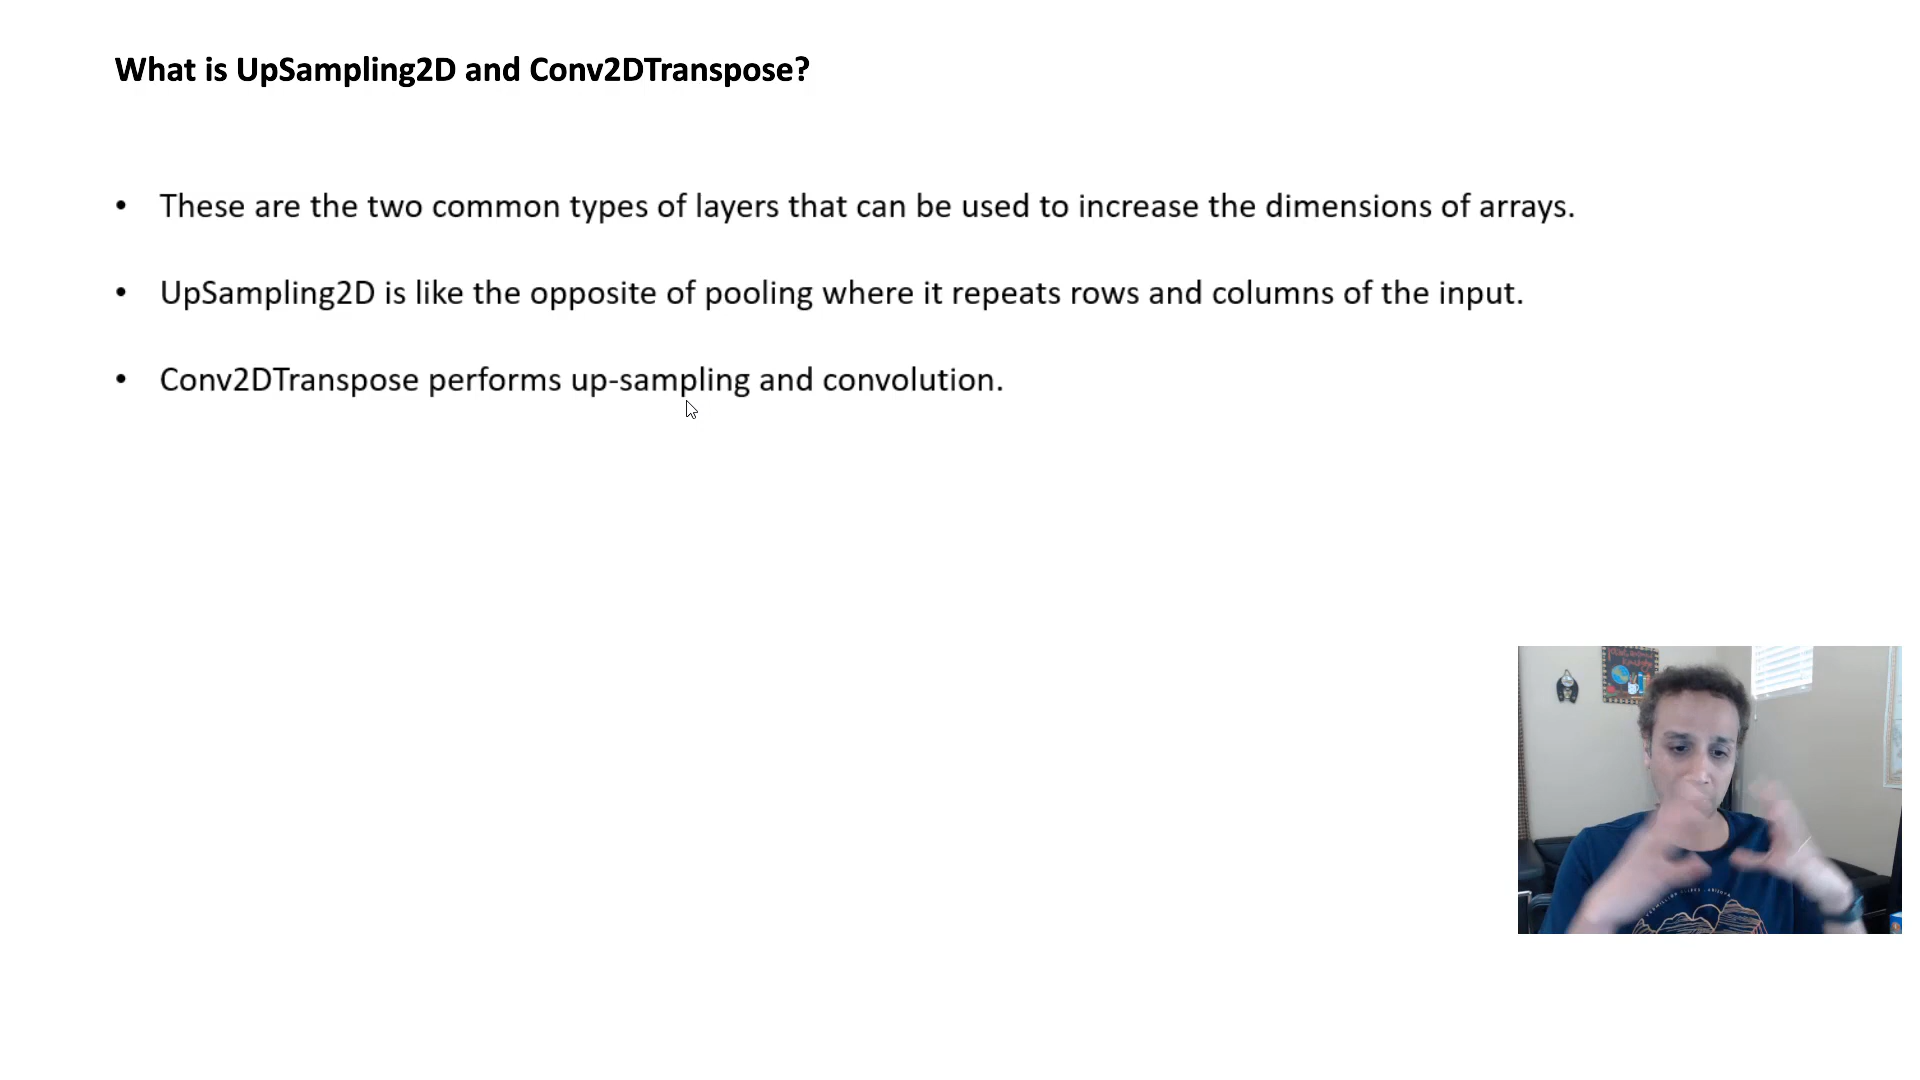 What is UpSampling2D and Conv2DTranspose?
• These are the two common types of layers that can be used to increase the dimensions of arrays.
• UpSampling2D is like the opposite of pooling where it repeats rows and columns of the input.
• Conv2DTranspose performs up-sampling and convolution.